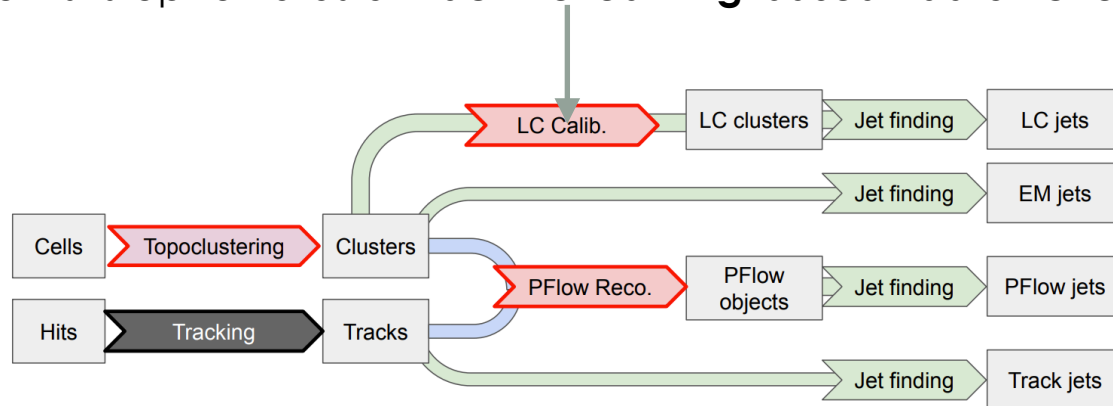 LC Calib.
LC clusters
Jet finding
LC jets
Jet finding
EM jets
Cells
Topoclustering
Clusters
PFlow Reco.
PFlow
objects
Jet finding
PFlow jets
Hits
Tracking
Tracks
Jet finding
Track jets